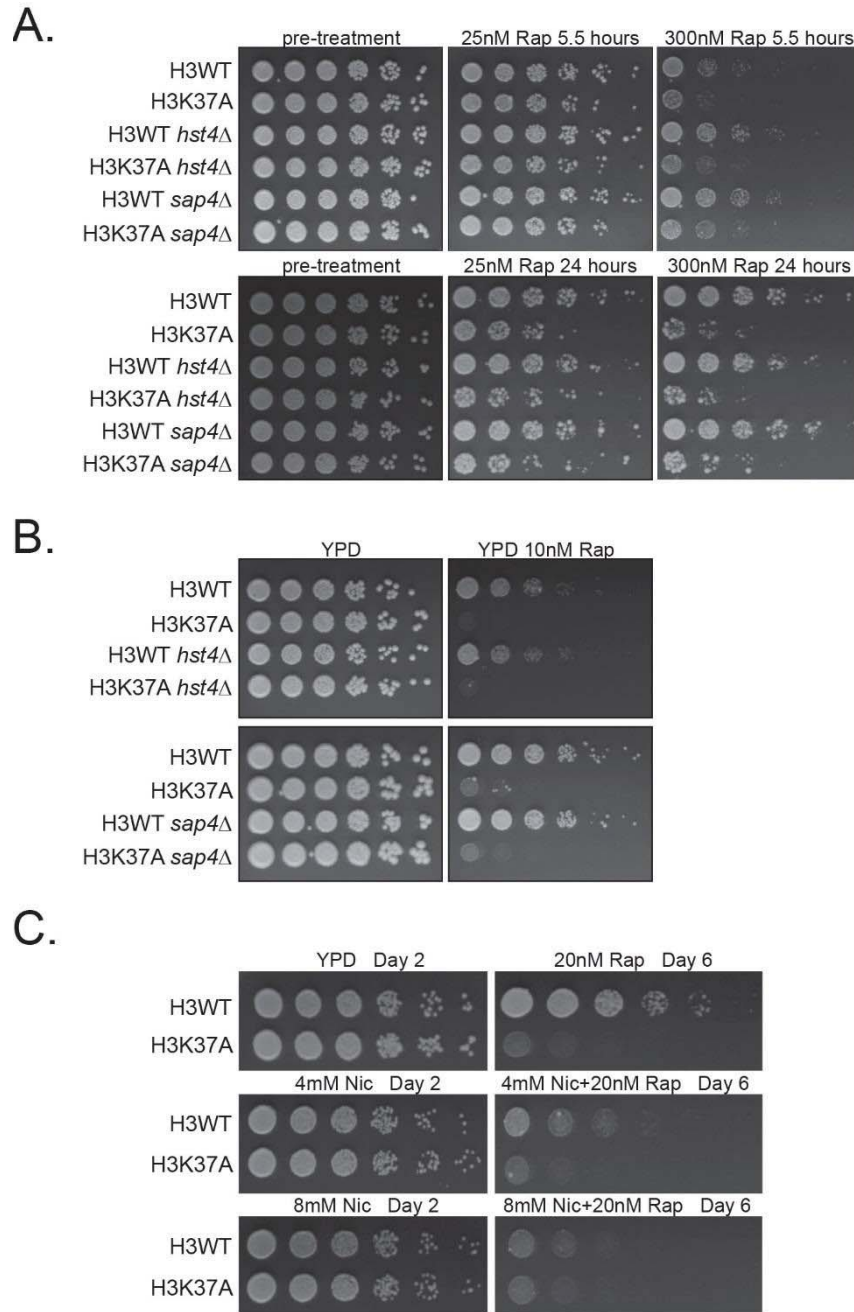 A.
pre-treatment 25nM Rap 5.5 hours 300nM Rap 5.5 hours
H3WT
H3K37A
H3WT hst4Δ
H3K37A hst4Δ
H3WT sap4Δ
H3K37A sap4Δ
pre-treatment 25nM Rap 24 hours 300nM Rap 24 hours
H3WT
H3K37A
H3WT hst4Δ
H3K37A hst4Δ
H3WT sap4Δ
H3K37A sap4Δ
B.
YPD YPD 10nM Rap
H3WT
H3K37A
H3WT hst4Δ
H3K37A hst4Δ
H3WT
H3K37A
H3WT sap4Δ
H3K37A sap4Δ
C.
YPD Day 2 20nM Rap Day 6
H3WT
H3K37A
4mM Nic Day 2 4mM Nic+20nM Rap Day 6
H3WT
H3K37A
8mM Nic Day 2 8mM Nic+20nM Rap Day 6
H3WT
H3K37A